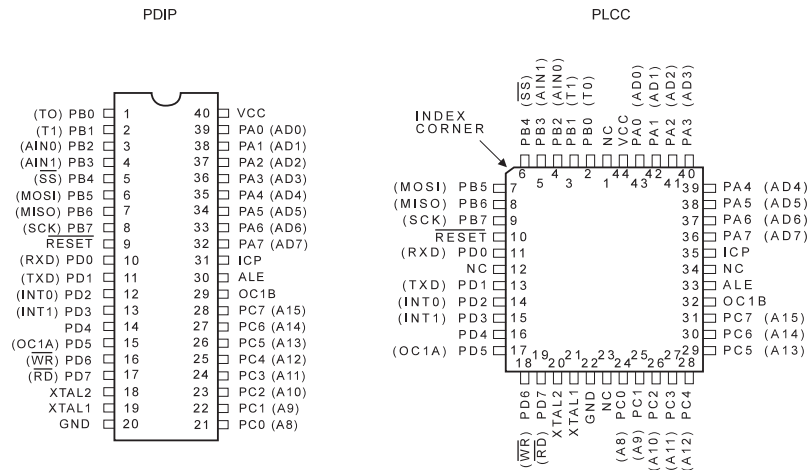 PDIP
(TO) PB0 1 40 VCC
(T1) PB1 2 39 PA0 (AD0)
(AIN0) PB2 3 38 PA1 (AD1)
(AIN1) PB3 4 37 PA2 (AD2)
(SS) PB4 5 36 PA3 (AD3)
(MOSI) PB5 6 35 PA4 (AD4)
(MISO) PB6 7 34 PA5 (AD5)
(SCK) PB7 8 33 PA6 (AD6)
RESET 9 32 PA7 (AD7)
(RXD) PD0 10 31 ICP
(TXD) PD1 11 30 ALE
(INT0) PD2 12 29 OC1B
(INT1) PD3 13 28 PC7 (A15)
PD4 14 27 PC6 (A14)
(OC1A) PD5 15 26 PC5 (A13)
(WR) PD6 16 25 PC4 (A12)
(RD) PD7 17 24 PC3 (A11)
XTAL2 18 23 PC2 (A10)
XTAL1 19 22 PC1 (A9)
GND 20 21 PC0 (A8)
PLCC
INDEX
CORNER
PB4 (SS)
PB3 (AIN1)
PB2 (AIN0)
PB1 (T1)
PB0 (T0)
NC
VCC
PA0 (AD0)
PA1 (AD1)
PA2 (AD2)
PA3 (AD3)
6 5 4 3 2 1 44 43 42 41 40
(MOSI) PB5 7 39 PA4 (AD4)
(MISO) PB6 8 38 PA5 (AD5)
(SCK) PB7 9 37 PA6 (AD6)
RESET 10 36 PA7 (AD7)
(RXD) PD0 11 35 ICP
NC 12 34 NC
(TXD) PD1 13 33 ALE
(INT0) PD2 14 32 OC1B
(INT1) PD3 15 31 PC7 (A15)
PD4 16 30 PC6 (A14)
(OC1A) PD5 17 29 PC5 (A13)
18 19 20 21 22 23 24 25 26 27 28
(WR) PD6
(RD) PD7
XTAL2
XTAL1
GND
NC
(A8) PC0
(A9) PC1
(A10) PC2
(A11) PC3
(A12) PC4